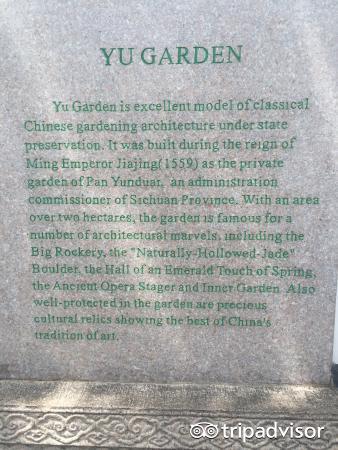 YU GARDEN
Yu Garden is excellent model of classical
Chinese gardening architecture under state
preservation. It was built during the reign of
Ming Emperor Jiajing(1559) as the private
garden of Pan Yunduan, an administration
commissioner of Sichuan Province. With an area
over two hectares, the garden is famous for a
number of architectural marvels, including the
Big Rockery, the "Naturally-Hollowed-Jade"
Boulder, the Hall of an Emerald Touch of Spring,
the Ancient Opera Stager and Inner Garden. Also
well-protected in the garden are precious
cultural relics showing the best of China's
tradition of art.
tripadvisor